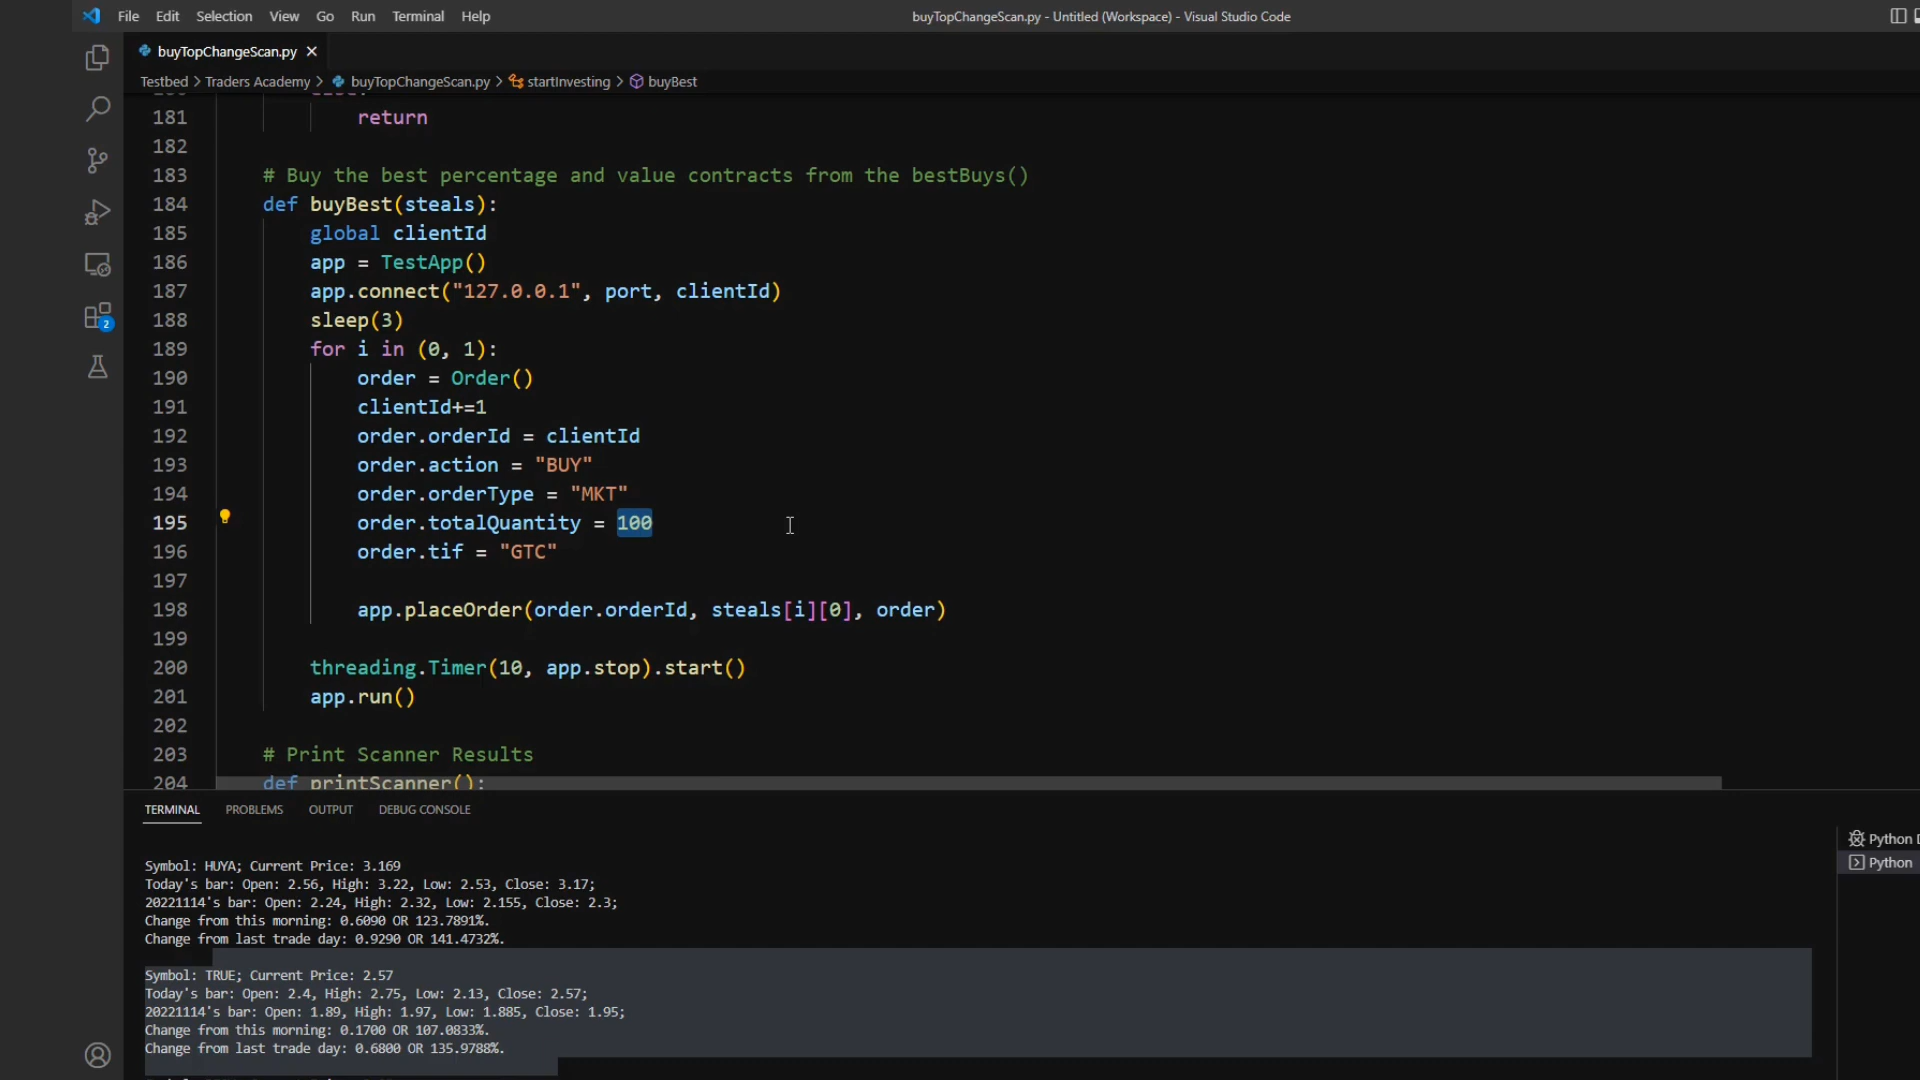 File Edit Selection View Go Run Terminal Help
buyTopChangeScan.py - Untitled (Workspace) - Visual Studio Code
buyTopChangeScan.py
Testbed > Traders Academy > buyTopChangeScan.py > startInvesting > buyBest
181 return
182
183 # Buy the best percentage and value contracts from the bestBuys()
184 def buyBest(steals):
185 global clientId
186 app = TestApp()
187 app.connect("127.0.0.1", port, clientId)
188 sleep(3)
189 for i in (0, 1):
190 order = Order()
191 clientId+=1
192 order.orderId = clientId
193 order.action = "BUY"
194 order.orderType = "MKT"
195 order.totalQuantity = 100
196 order.tif = "GTC"
197
198 app.placeOrder(order.orderId, steals[i][0], order)
199
200 threading.Timer(10, app.stop).start()
201 app.run()
202
203 # Print Scanner Results
204 def printScanner():
2
TERMINAL PROBLEMS OUTPUT DEBUG CONSOLE
Python
Python
Symbol: HUYA; Current Price: 3.169
Today's bar: Open: 2.56, High: 3.22, Low: 2.53, Close: 3.17;
20221114's bar: Open: 2.24, High: 2.32, Low: 2.155, Close: 2.3;
Change from this morning: 0.6090 OR 123.7891%.
Change from last trade day: 0.9290 OR 141.4732%.
Symbol: TRUE; Current Price: 2.57
Today's bar: Open: 2.4, High: 2.75, Low: 2.13, Close: 2.57;
20221114's bar: Open: 1.89, High: 1.97, Low: 1.885, Close: 1.95;
Change from this morning: 0.1700 OR 107.0833%.
Change from last trade day: 0.6800 OR 135.9788%.